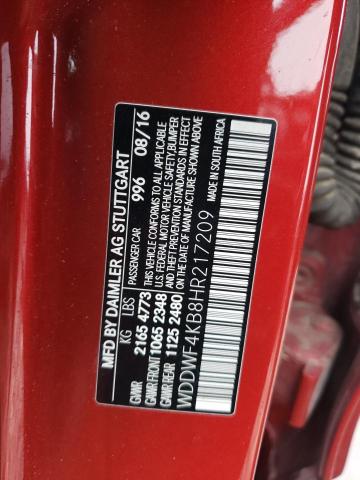 MFD BY DAIMLER AG STUTTGART
PASSENGER CAR 996 08/16
KG LBS
GVWR 2165 4773
GAWR FRONT 1065 2348
GAWR REAR 1125 2480
THIS VEHICLE CONFORMS TO ALL APPLICABLE
U.S. FEDERAL MOTOR VEHICLE SAFETY, BUMPER
AND THEFT PREVENTION STANDARDS IN EFFECT
ON THE DATE OF MANUFACTURE SHOWN ABOVE
WDDWF4KB8HR217209
MADE IN SOUTH AFRICA